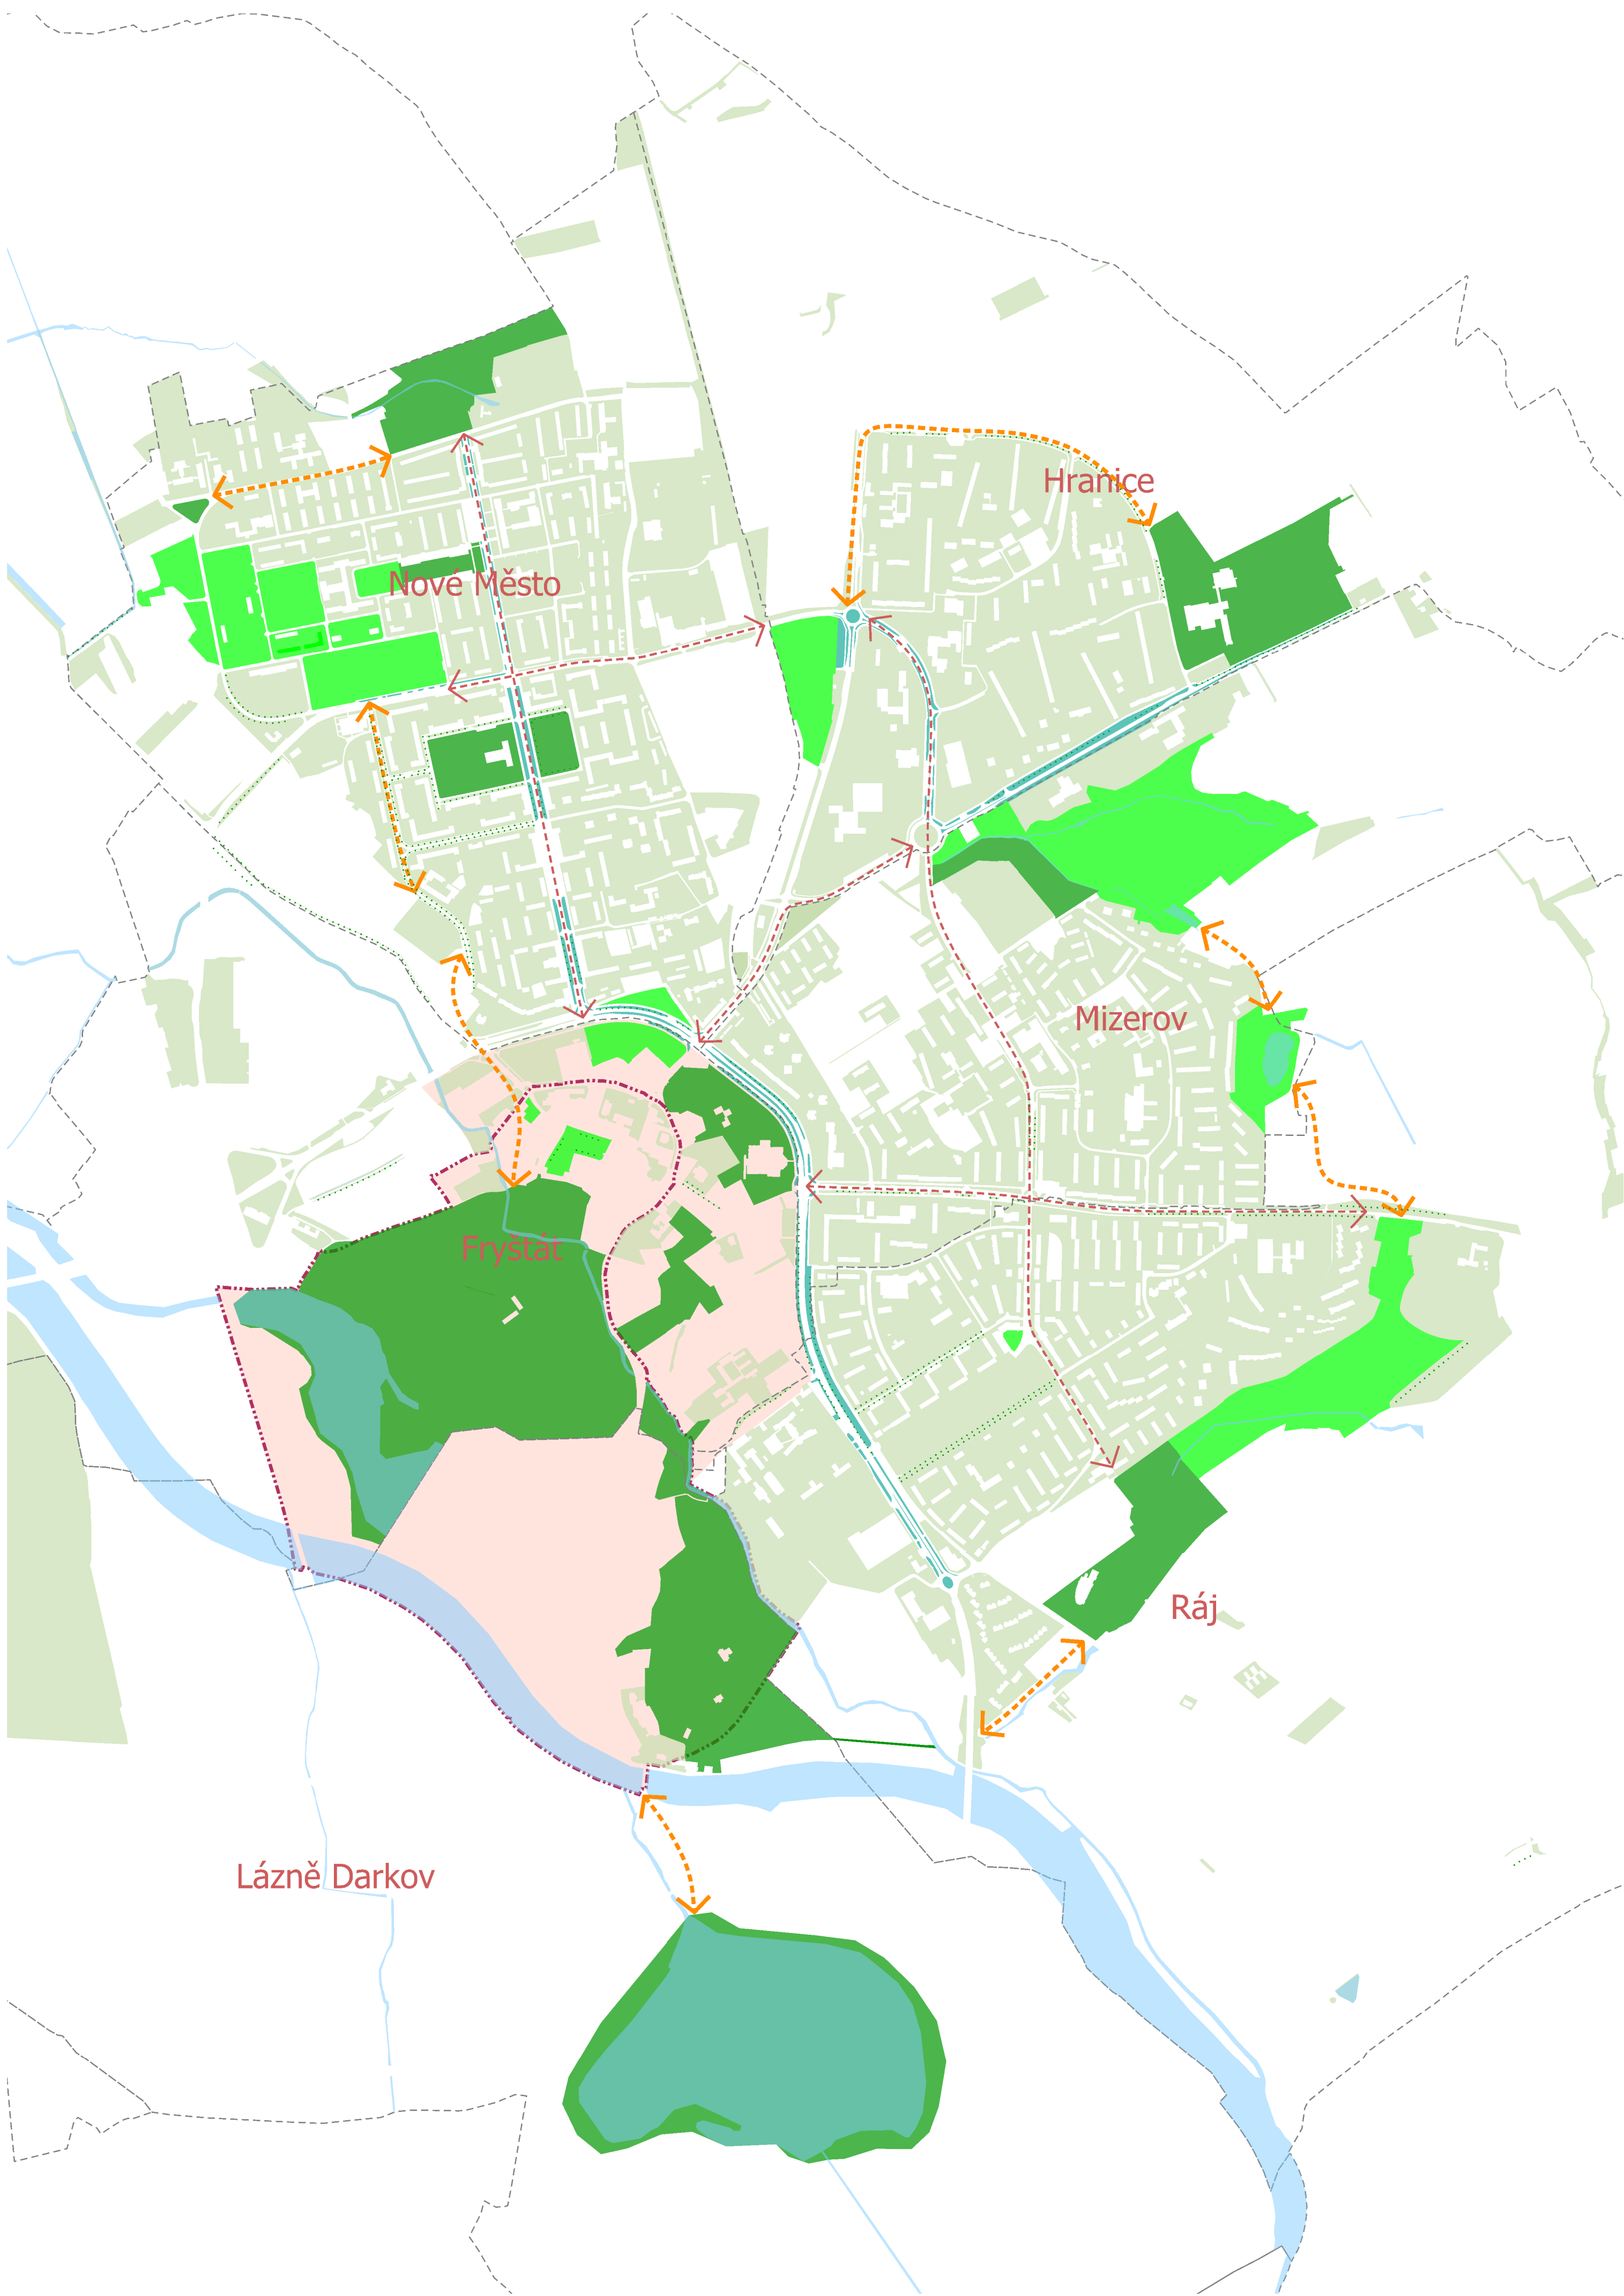 Hranice
Nové Město
Mizerov
Fryštát
Ráj
Lázně Darkov